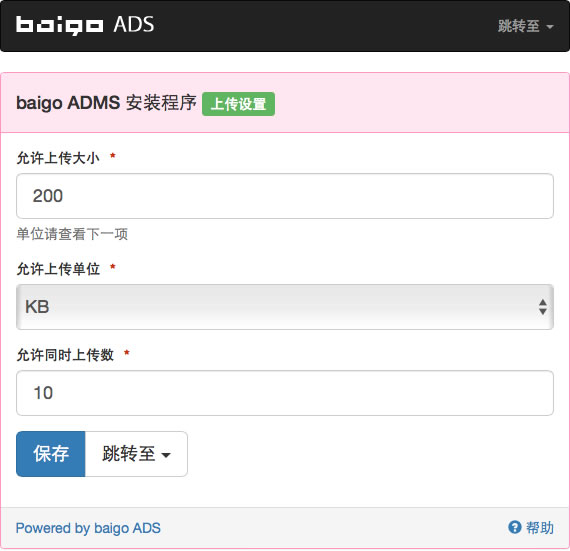 baigo ADS
跳转至
baigo ADMS 安装程序 上传设置
允许上传大小 *
200
单位请查看下一项
允许上传单位 *
KB
允许同时上传数 *
10
保存 跳转至
Powered by baigo ADS
? 帮助